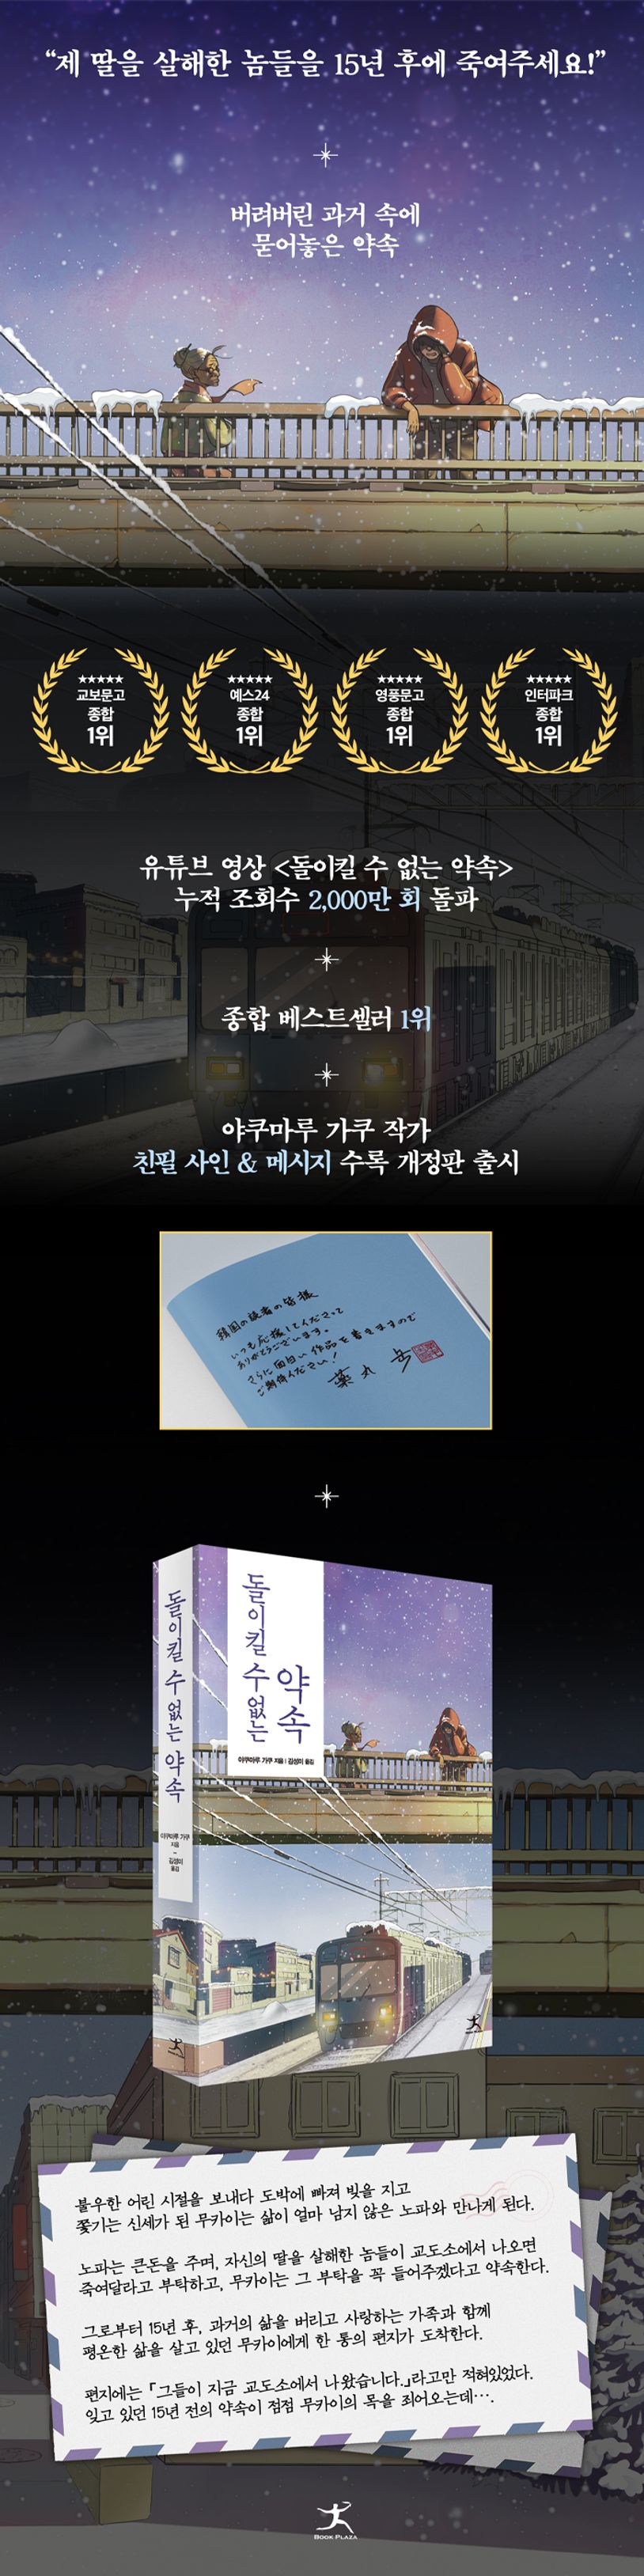 “제 딸을 살해한 놈들을 15년 후에 죽여주세요!”
버려버린 과거 속에
묻어놓은 약속
★★★★★
교보문고
종합
1위
★★★★★
예스24
종합
1위
★★★★★
영풍문고
종합
1위
★★★★★
인터파크
종합
1위
유튜브 영상 <돌이킬 수 없는 약속>
누적 조회수 2,000만 회 돌파
종합 베스트셀러 1위
야쿠마루 가쿠 작가
친필 사인 & 메시지 수록 개정판 출시
韓国の読者の皆様
いつも応援してくださって
ありがとうございます。
さらに面白い作品を書きますので
ご期待ください!
薬丸 岳
돌이킬 수 없는 약속
야쿠마루 가쿠
지음
김성미
옮김
돌이킬 수 없는
약속
야쿠마루 가쿠 지음 | 김성미 옮김
불우한 어린 시절을 보내다 도박에 빠져 빚을 지고
쫓기는 신세가 된 무카이는 삶이 얼마 남지 않은 노파와 만나게 된다.
노파는 큰돈을 주며, 자신의 딸을 살해한 놈들이 교도소에서 나오면
죽여달라고 부탁하고, 무카이는 그 부탁을 꼭 들어주겠다고 약속한다.
그로부터 15년 후, 과거의 삶을 버리고 사랑하는 가족과 함께
평온한 삶을 살고 있던 무카이에게 한 통의 편지가 도착한다.
편지에는 「그들이 지금 교도소에서 나왔습니다.」라고만 적혀있었다.
잊고 있던 15년 전의 약속이 점점 무카이의 목을 죄어오는데….
BOOK PLAZA